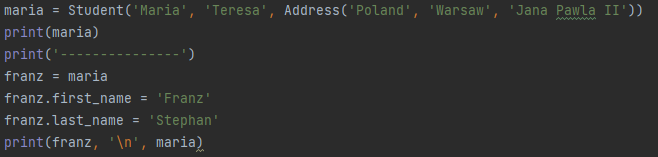 maria = Student('Maria', 'Teresa', Address('Poland', 'Warsaw', 'Jana Pawla II'))
print(maria)
print('---------------')
franz = maria
franz.first_name = 'Franz'
franz.last_name = 'Stephan'
print(franz, '\n', maria)